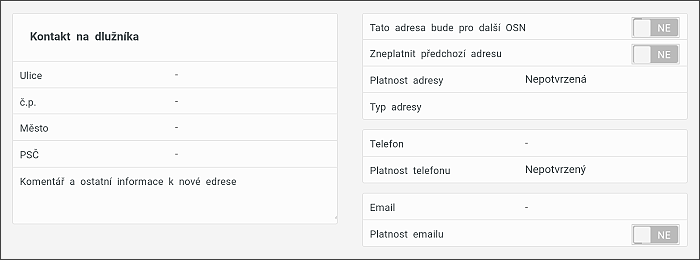 Kontakt na dlužníka
Ulice -
č.p. -
Město -
PSČ -
Komentář a ostatní informace k nové edrese
Tato adresa bude pro další OSN NE
Zneplatnit předchozí adresu NE
Platnost adresy Nepotvrzená
Typ adresy
Telefon -
Platnost telefonu Nepotvrzený
Email -
Platnost emailu NE